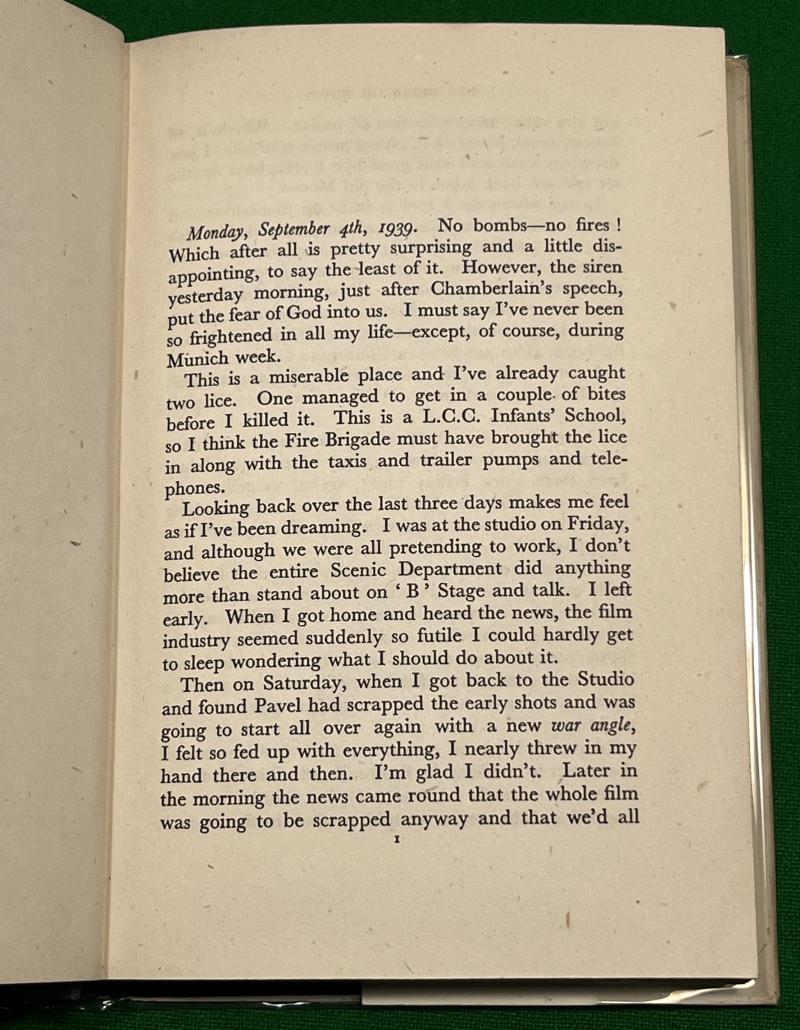 Monday, September 4th, 1939. No bombs—no fires !
Which after all is pretty surprising and a little dis-
appointing, to say the least of it. However, the siren
yesterday morning, just after Chamberlain's speech,
put the fear of God into us. I must say I've never been
so frightened in all my life—except, of course, during
Munich week.
This is a miserable place and I've already caught
two lice. One managed to get in a couple of bites
before I killed it. This is a L.C.C. Infants' School,
so I think the Fire Brigade must have brought the lice
in along with the taxis and trailer pumps and tele-
phones.
Looking back over the last three days makes me feel
as if I've been dreaming. I was at the studio on Friday,
and although we were all pretending to work, I don't
believe the entire Scenic Department did anything
more than stand about on ‘ B ’ Stage and talk. I left
early. When I got home and heard the news, the film
industry seemed suddenly so futile I could hardly get
to sleep wondering what I should do about it.
Then on Saturday, when I got back to the Studio
and found Pavel had scrapped the early shots and was
going to start all over again with a new war angle,
I felt so fed up with everything, I nearly threw in my
hand there and then. I'm glad I didn't. Later in
the morning the news came round that the whole film
was going to be scrapped anyway and that we'd all
1